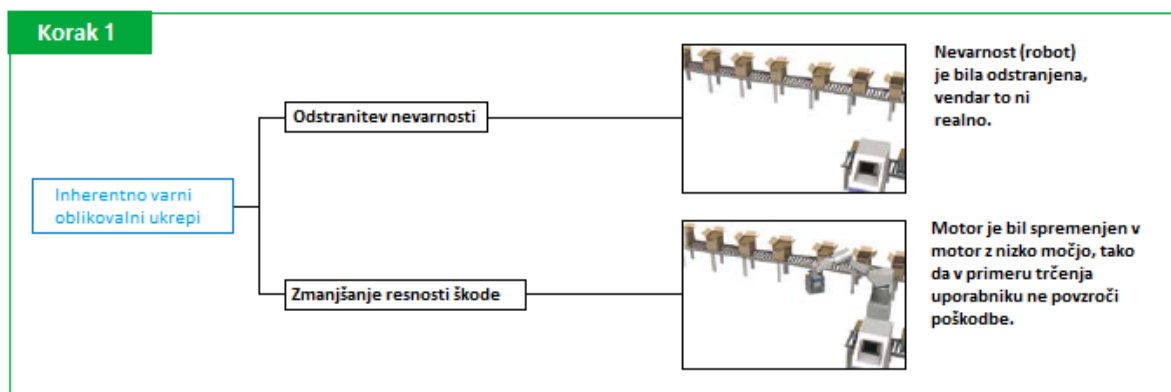 Korak 1
Nevarnost (robot)
je bila odstranjena,
vendar to ni
realno.
Odstranitev nevarnosti
Inherentno varni
oblikovalni ukrepi
Motor je bil spremenjen v
motor z nizko močjo, tako
da v primeru trčenja
uporabniku ne povzroči
poškodbe.
Zmanjšanje resnosti škode